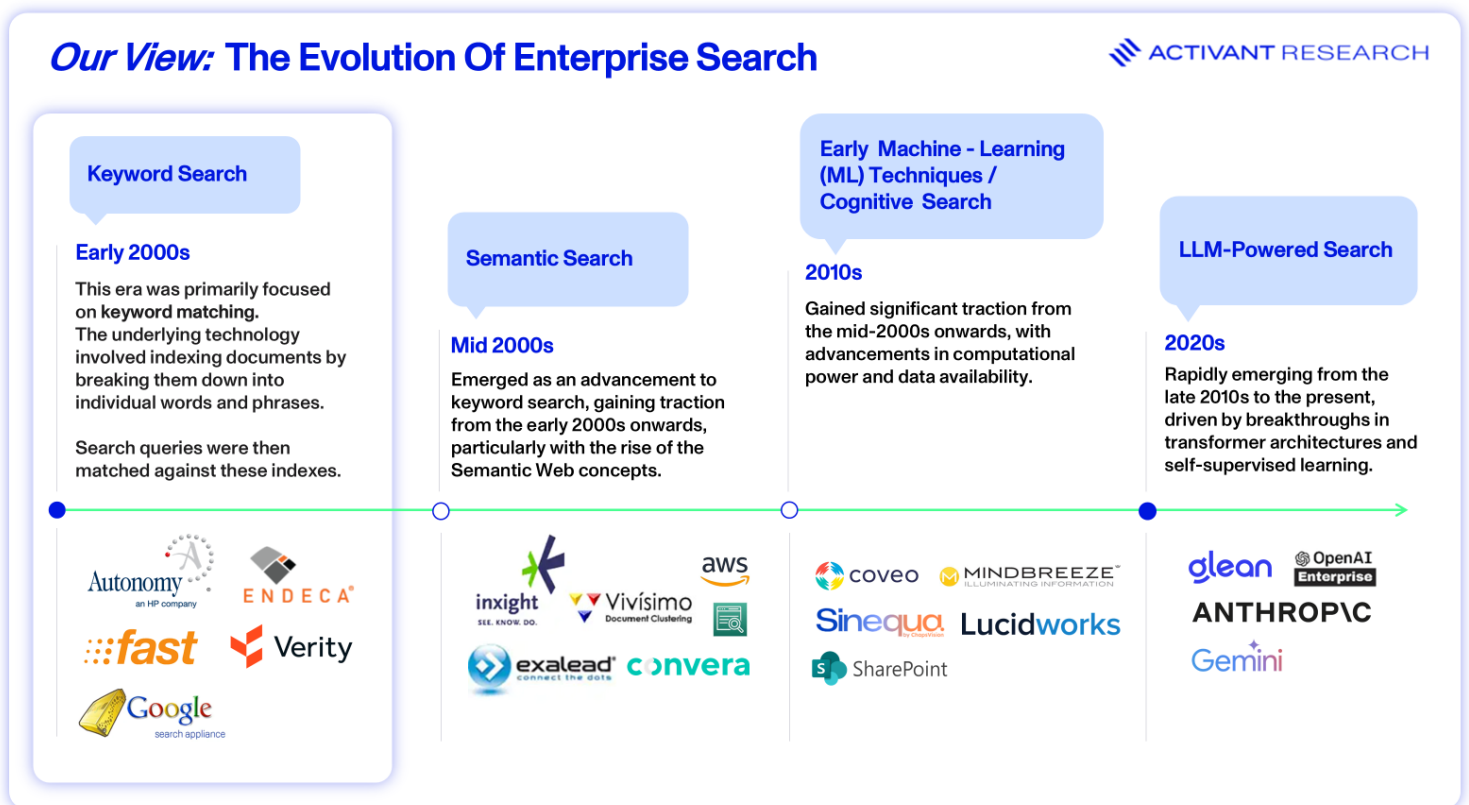 Our View: The Evolution Of Enterprise Search
ACTIVANT RESEARCH
Keyword Search
Early 2000s
This era was primarily focused
on keyword matching.
The underlying technology
involved indexing documents by
breaking them down into
individual words and phrases.
Search queries were then
matched against these indexes.
Autonomy
an HP company
ENDECA
fast
Verity
Google
search appliance
Semantic Search
Mid 2000s
Emerged as an advancement to
keyword search, gaining traction
from the early 2000s onwards,
particularly with the rise of the
Semantic Web concepts.
inxight
SEE. KNOW. DO.
Vivísimo
Document Clustering
aws
exalead
connect the dots
convera
Early Machine - Learning
(ML) Techniques /
Cognitive Search
2010s
Gained significant traction from
the mid-2000s onwards, with
advancements in computational
power and data availability.
coveo
MINDBREEZE
ILLUMINATING INFORMATION
Sinequa
by ChapsVision
Lucidworks
S SharePoint
LLM-Powered Search
2020s
Rapidly emerging from the
late 2010s to the present,
driven by breakthroughs in
transformer architectures and
self-supervised learning.
glean
OpenAI
Enterprise
ANTHROP\C
Gemini